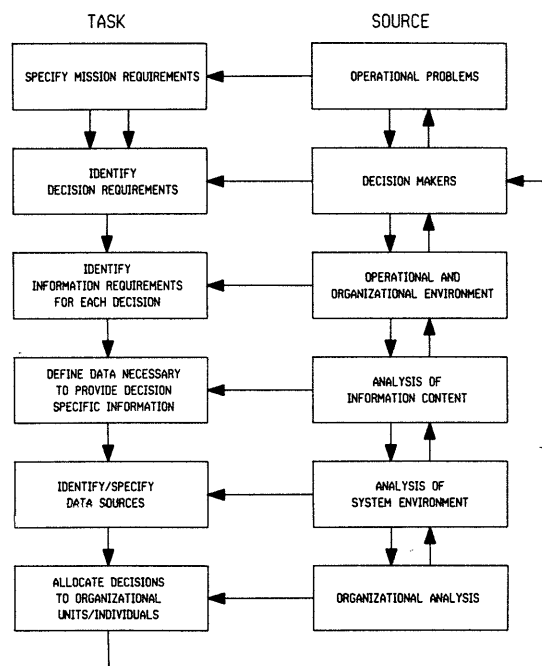 TASK
SOURCE
SPECIFY MISSION REQUIREMENTS
OPERATIONAL PROBLEMS
IDENTIFY
DECISION REQUIREMENTS
DECISION MAKERS
IDENTIFY
INFORMATION REQUIREMENTS
FOR EACH DECISION
OPERATIONAL AND
ORGANIZATIONAL ENVIRONMENT
DEFINE DATA NECESSARY
TO PROVIDE DECISION
SPECIFIC INFORMATION
ANALYSIS OF
INFORMATION CONTENT
IDENTIFY/SPECIFY
DATA SOURCES
ANALYSIS OF
SYSTEM ENVIRONMENT
ALLOCATE DECISIONS
TO ORGANIZATIONAL
UNITS/INDIVIDUALS
ORGANIZATIONAL ANALYSIS